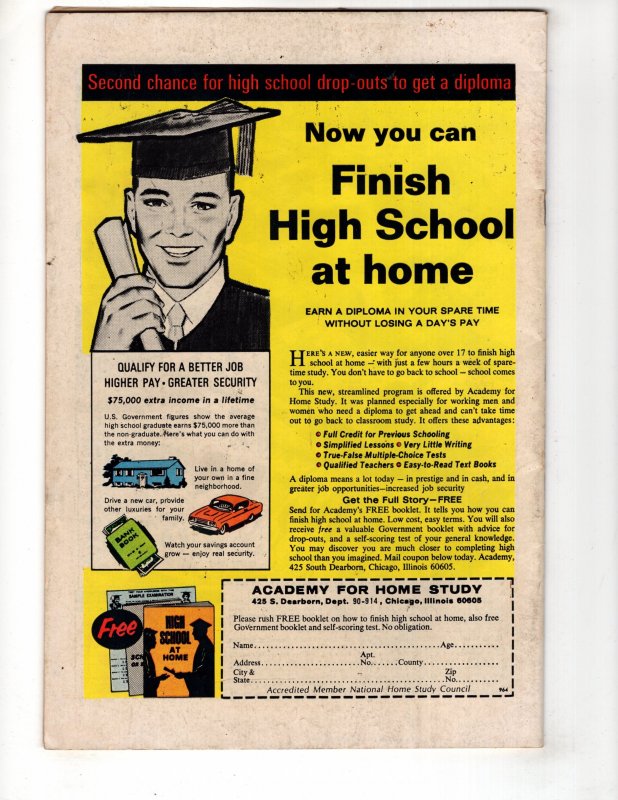 Second chance for high school drop-outs to get a diploma
Now you can
Finish
High School
at home
EARN A DIPLOMA IN YOUR SPARE TIME
WITHOUT LOSING A DAY'S PAY
QUALIFY FOR A BETTER JOB
HIGHER PAY • GREATER SECURITY
$75,000 extra income in a lifetime
U.S. Government figures show the average
high school graduate earns $75,000 more than
the non-graduate. Here's what you can do with
the extra money:
Live in a home of
your own in a fine
neighborhood.
Drive a new car, provide
other luxuries for your
family.
BANK
BOOK
Watch your savings account
grow — enjoy real security.
HERE'S A NEW, easier way for anyone over 17 to finish high
school at home — with just a few hours a week of spare-
time study. You don't have to go back to school — school comes
to you.
This new, streamlined program is offered by Academy for
Home Study. It was planned especially for working men and
women who need a diploma to get ahead and can't take time
out to go back to classroom study. It offers these advantages:
• Full Credit for Previous Schooling
• Simplified Lessons • Very Little Writing
• True-False Multiple-Choice Tests
• Qualified Teachers • Easy-to-Read Text Books
A diploma means a lot today — in prestige and in cash, and in
greater job opportunities—increased job security
Get the Full Story—FREE
Send for Academy's FREE booklet. It tells you how you can
finish high school at home. Low cost, easy terms. You will also
receive free a valuable Government booklet with advice for
drop-outs, and a self-scoring test of your general knowledge.
You may discover you are much closer to completing high
school than you imagined. Mail coupon below today. Academy,
425 South Dearborn, Chicago, Illinois 60605.
SAMPLE EXAMINATION
Free
HIGH
SCHOOL
AT
HOME
ACADEMY FOR HOME STUDY
425 S. Dearborn, Dept. 90-914, Chicago, Illinois 60605
Please rush FREE booklet on how to finish high school at home, also free
Government booklet and self-scoring test. No obligation.
Name Age
Apt.
Address No. County
City & Zip
State No.
Accredited Member National Home Study Council 964